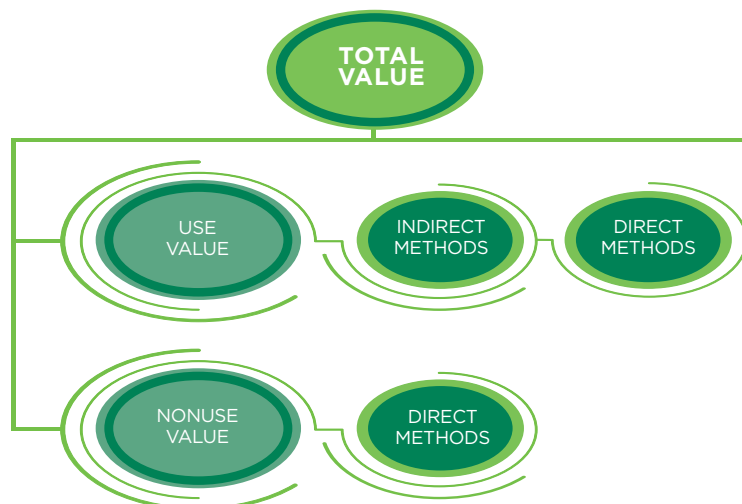 TOTAL
VALUE
USE
VALUE
INDIRECT
METHODS
DIRECT
METHODS
NONUSE
VALUE
DIRECT
METHODS